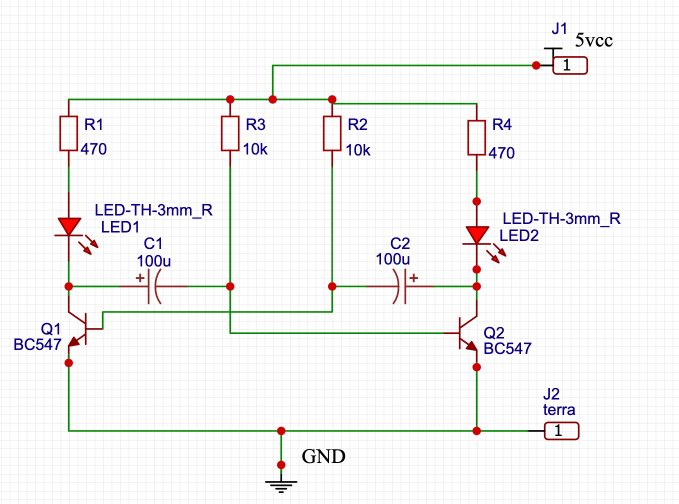 J1
5vcc
1
R1
470
R3
10k
R2
10k
R4
470
LED-TH-3mm_R
LED1
LED-TH-3mm_R
LED2
C1
100u
+
C2
100u
+
Q1
BC547
Q2
BC547
J2
terra
1
GND